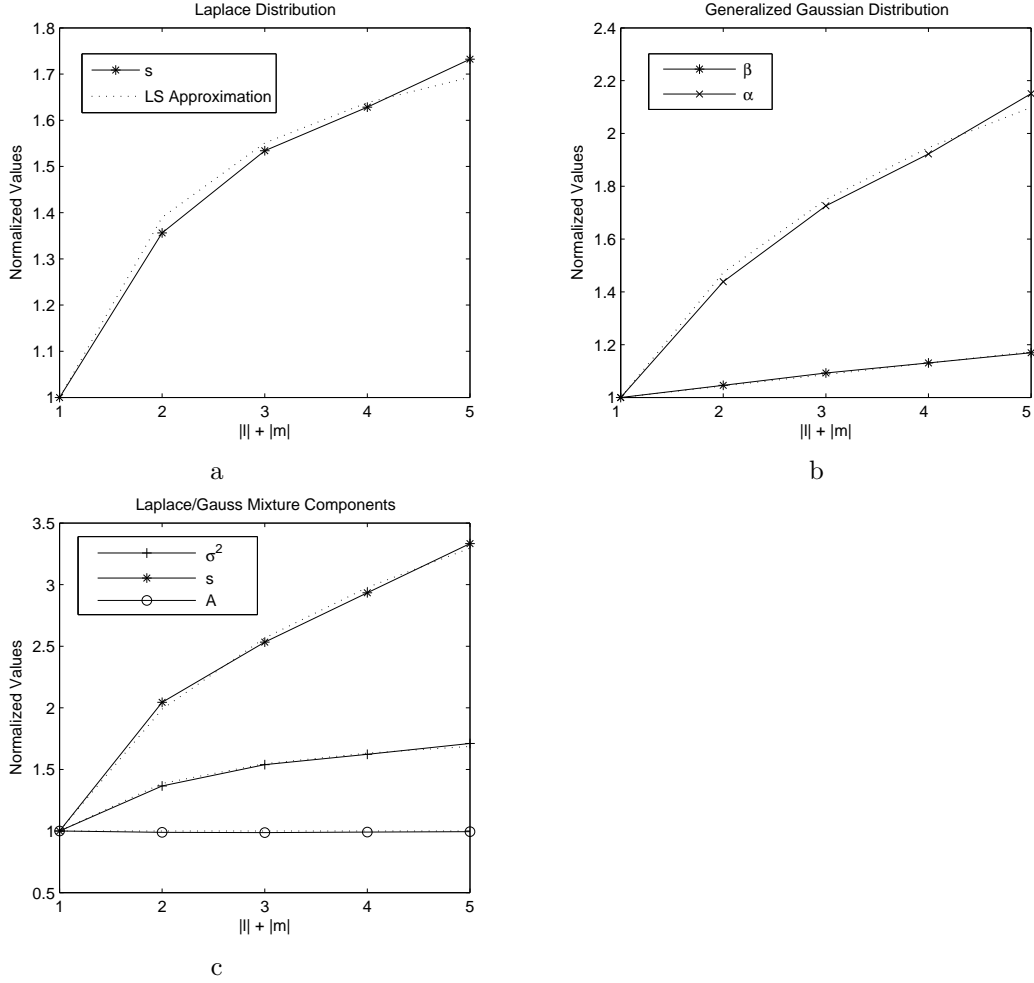 Laplace Distribution
1.8
1.7
1.6
1.5
1.4
1.3
1.2
1.1
1
Normalized Values
s
LS Approximation
1 2 3 4 5
|l| + |m|
a
Generalized Gaussian Distribution
2.4
2.2
2
1.8
1.6
1.4
1.2
1
Normalized Values
β
α
1 2 3 4 5
|l| + |m|
b
Laplace/Gauss Mixture Components
3.5
3
2.5
2
1.5
1
0.5
Normalized Values
σ²
s
A
1 2 3 4 5
|l| + |m|
c